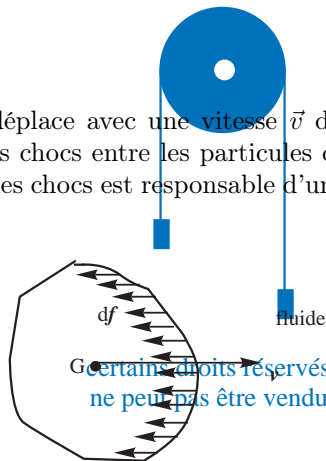 déplace avec une vitesse v⃗ d
s chocs entre les particules
es chocs est responsable d'un
df
fluide
G
certains droits réservés
v
ne peut pas être vendu